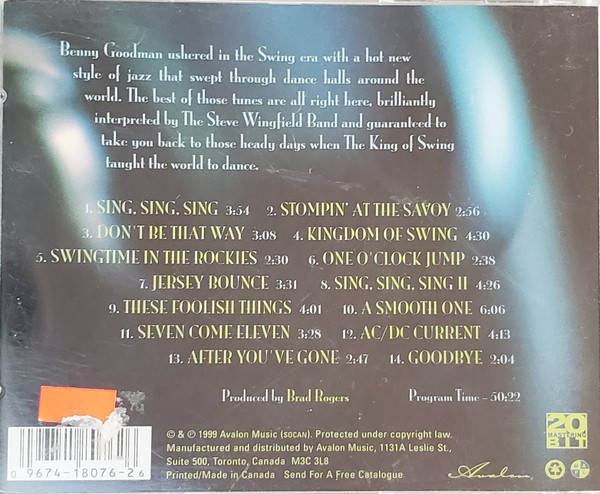 Benny Goodman ushered in the Swing era with a hot new
style of jazz that swept through dance halls around the
world. The best of those tunes are all right here, brilliantly
interpreted by The Steve Wingfield Band and guaranteed to
take you back to those heady days when The King of Swing
taught the world to dance.
1. SING, SING, SING 3:54 2. STOMPIN' AT THE SAVOY 2:56
3. DON'T BE THAT WAY 3:08 4. KINGDOM OF SWING 4:30
5. SWINGTIME IN THE ROCKIES 2:30 6. ONE O'CLOCK JUMP 2:38
7. JERSEY BOUNCE 3:31 8. SING, SING, SING II 4:26
9. THESE FOOLISH THINGS 4:01 10. A SMOOTH ONE 6:06
11. SEVEN COME ELEVEN 3:28 12. AC/DC CURRENT 4:13
13. AFTER YOU'VE GONE 2:47 14. GOODBYE 2:04
Produced by Brad Rogers Program Time - 50:22
© & ℗ 1999 Avalon Music (SOCAN). Protected under copyright law.
Manufactured and distributed by Avalon Music, 1131A Leslie St.,
Suite 500, Toronto, Canada M3C 3L8
Printed/Made in Canada Send For A Free Catalogue
0 9674-18076-2 6
Avalon
20
MASTERING
BIT